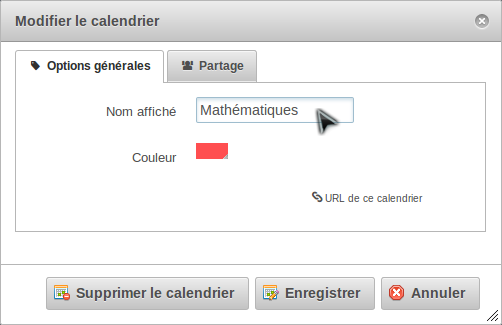 Modifier le calendrier
Options générales Partage
Nom affiché Mathématiques
Couleur
URL de ce calendrier
Supprimer le calendrier Enregistrer Annuler